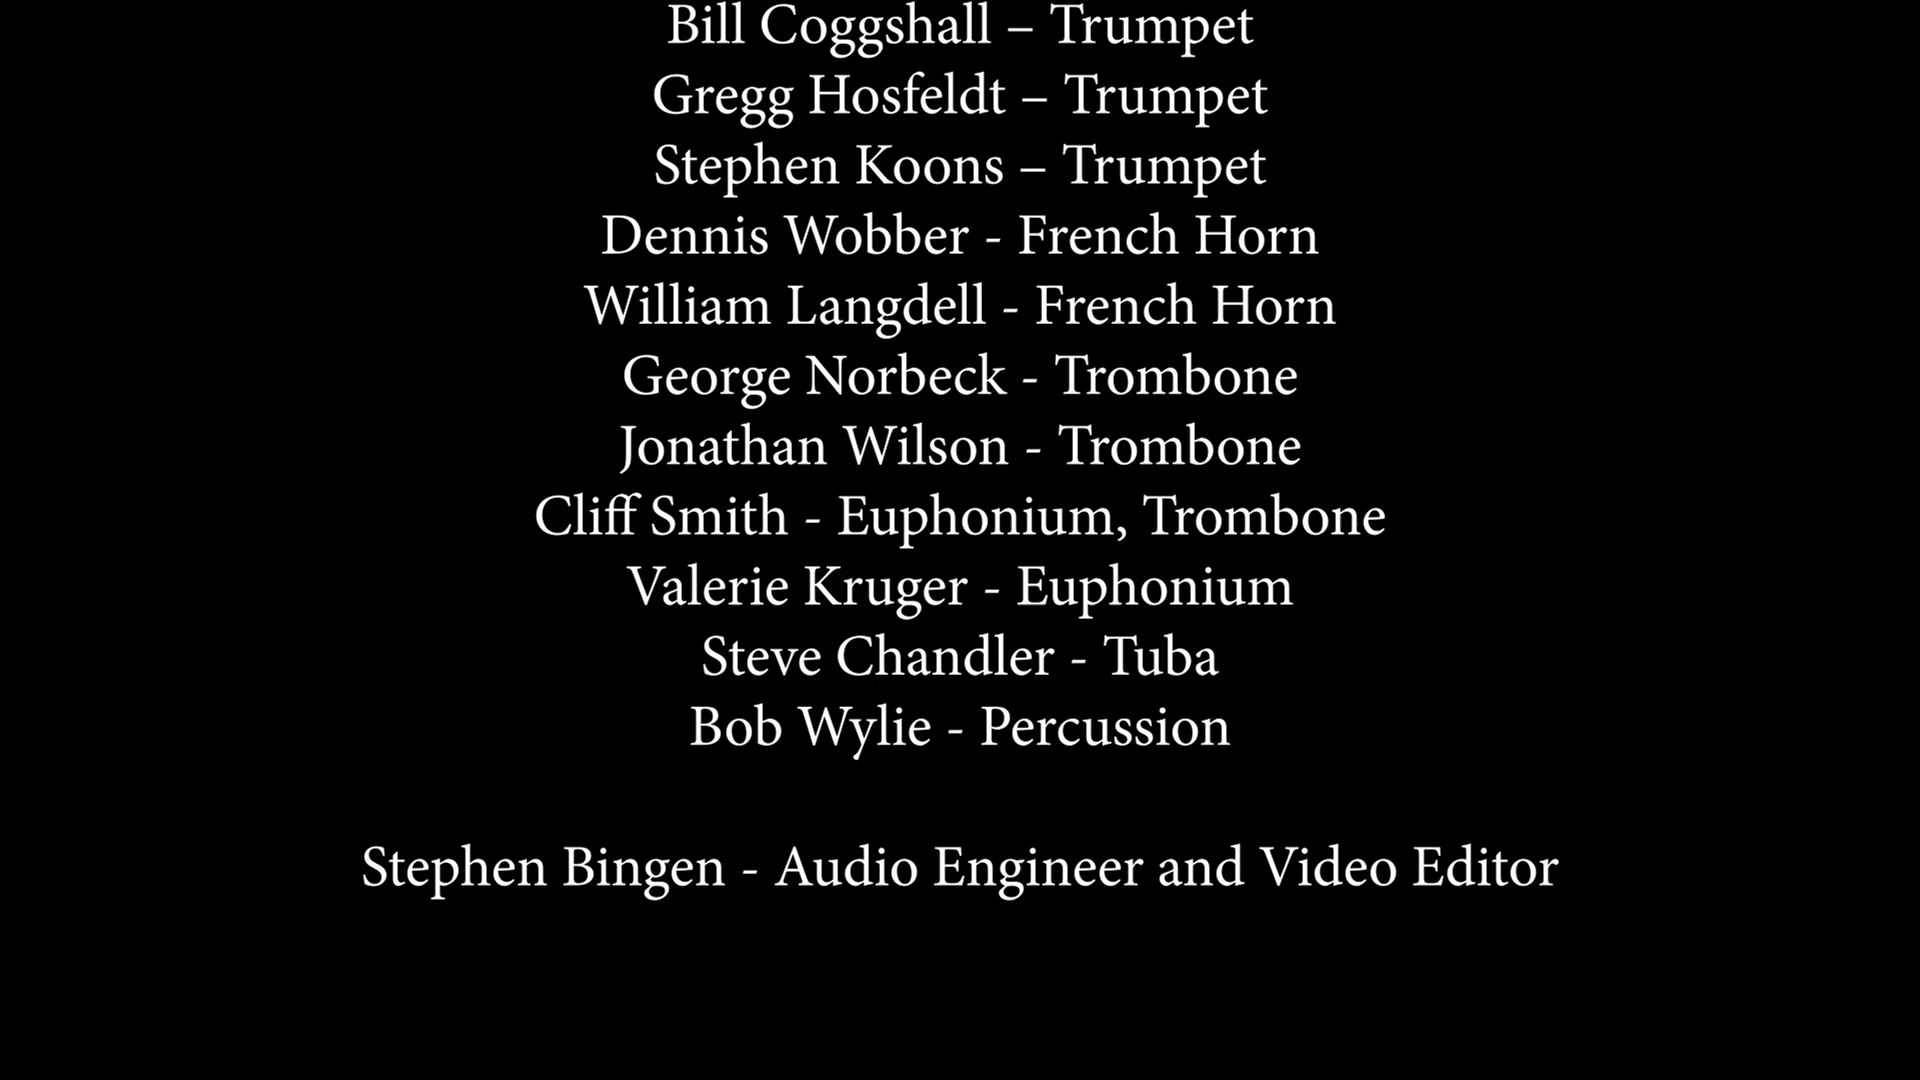 Bill Coggshall – Trumpet
Gregg Hosfeldt – Trumpet
Stephen Koons – Trumpet
Dennis Wobber - French Horn
William Langdell - French Horn
George Norbeck - Trombone
Jonathan Wilson - Trombone
Cliff Smith - Euphonium, Trombone
Valerie Kruger - Euphonium
Steve Chandler - Tuba
Bob Wylie - Percussion
Stephen Bingen - Audio Engineer and Video Editor